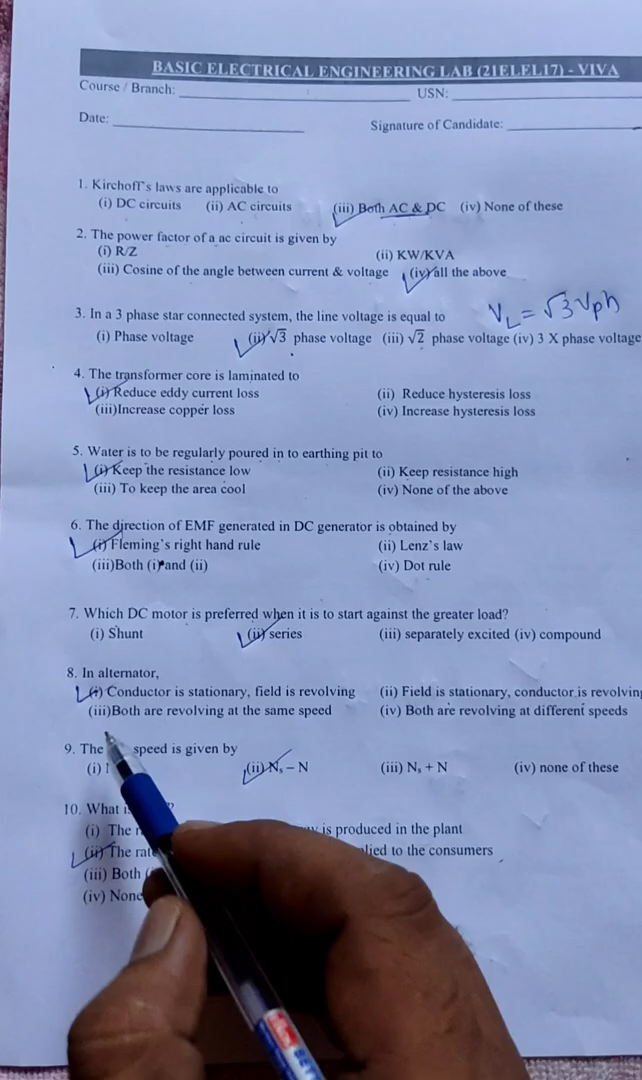 BASIC ELECTRICAL ENGINEERING LAB (21ELEL17) - VIVA
Course / Branch: USN:
Date: Signature of Candidate:
1. Kirchoff's laws are applicable to
(i) DC circuits (ii) AC circuits (iii) Both AC & DC (iv) None of these
2. The power factor of a ac circuit is given by
(i) R/Z (ii) KW/KVA
(iii) Cosine of the angle between current & voltage (iv) all the above
V_L = √3 Vph
3. In a 3 phase star connected system, the line voltage is equal to
(i) Phase voltage (ii) √3 phase voltage (iii) √2 phase voltage (iv) 3 X phase voltage
4. The transformer core is laminated to
(i) Reduce eddy current loss (ii) Reduce hysteresis loss
(iii)Increase copper loss (iv) Increase hysteresis loss
5. Water is to be regularly poured in to earthing pit to
(i) Keep the resistance low (ii) Keep resistance high
(iii) To keep the area cool (iv) None of the above
6. The direction of EMF generated in DC generator is obtained by
(i) Fleming's right hand rule (ii) Lenz's law
(iii)Both (i) and (ii) (iv) Dot rule
7. Which DC motor is preferred when it is to start against the greater load?
(i) Shunt (ii) series (iii) separately excited (iv) compound
8. In alternator,
(i) Conductor is stationary, field is revolving (ii) Field is stationary, conductor is revolving
(iii)Both are revolving at the same speed (iv) Both are revolving at different speeds
9. The speed is given by
(i) (ii) Nₛ – N (iii) Nₛ + N (iv) none of these
10. What ?
(i) The is produced in the plant
(ii) The to the consumers
(iii) Both
(iv) None